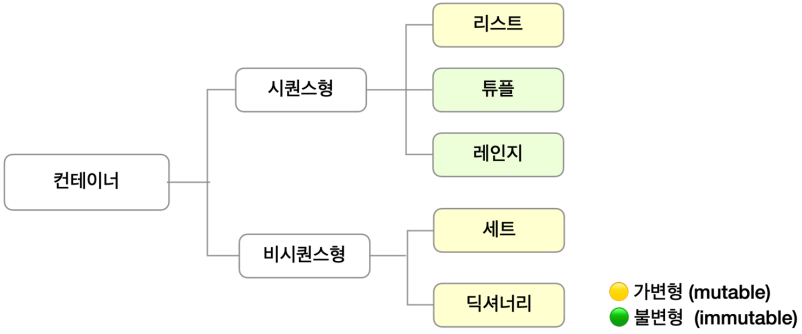 컨테이너
시퀀스형
리스트
튜플
레인지
비시퀀스형
세트
딕셔너리
가변형 (mutable)
불변형 (immutable)